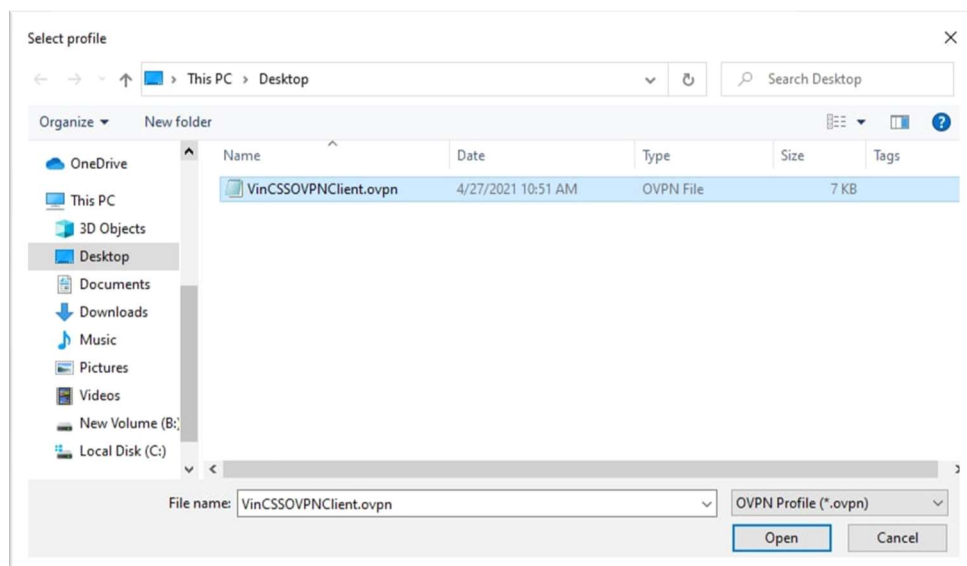 Select profile
This PC > Desktop
Search Desktop
Organize
New folder
Name
Date
Type
Size
Tags
OneDrive
This PC
3D Objects
Desktop
Documents
Downloads
Music
Pictures
Videos
New Volume (B:)
Local Disk (C:)
VinCSSOVPNClient.ovpn
4/27/2021 10:51 AM
OVPN File
7 KB
File name:
VinCSSOVPNClient.ovpn
OVPN Profile (*.ovpn)
Open
Cancel